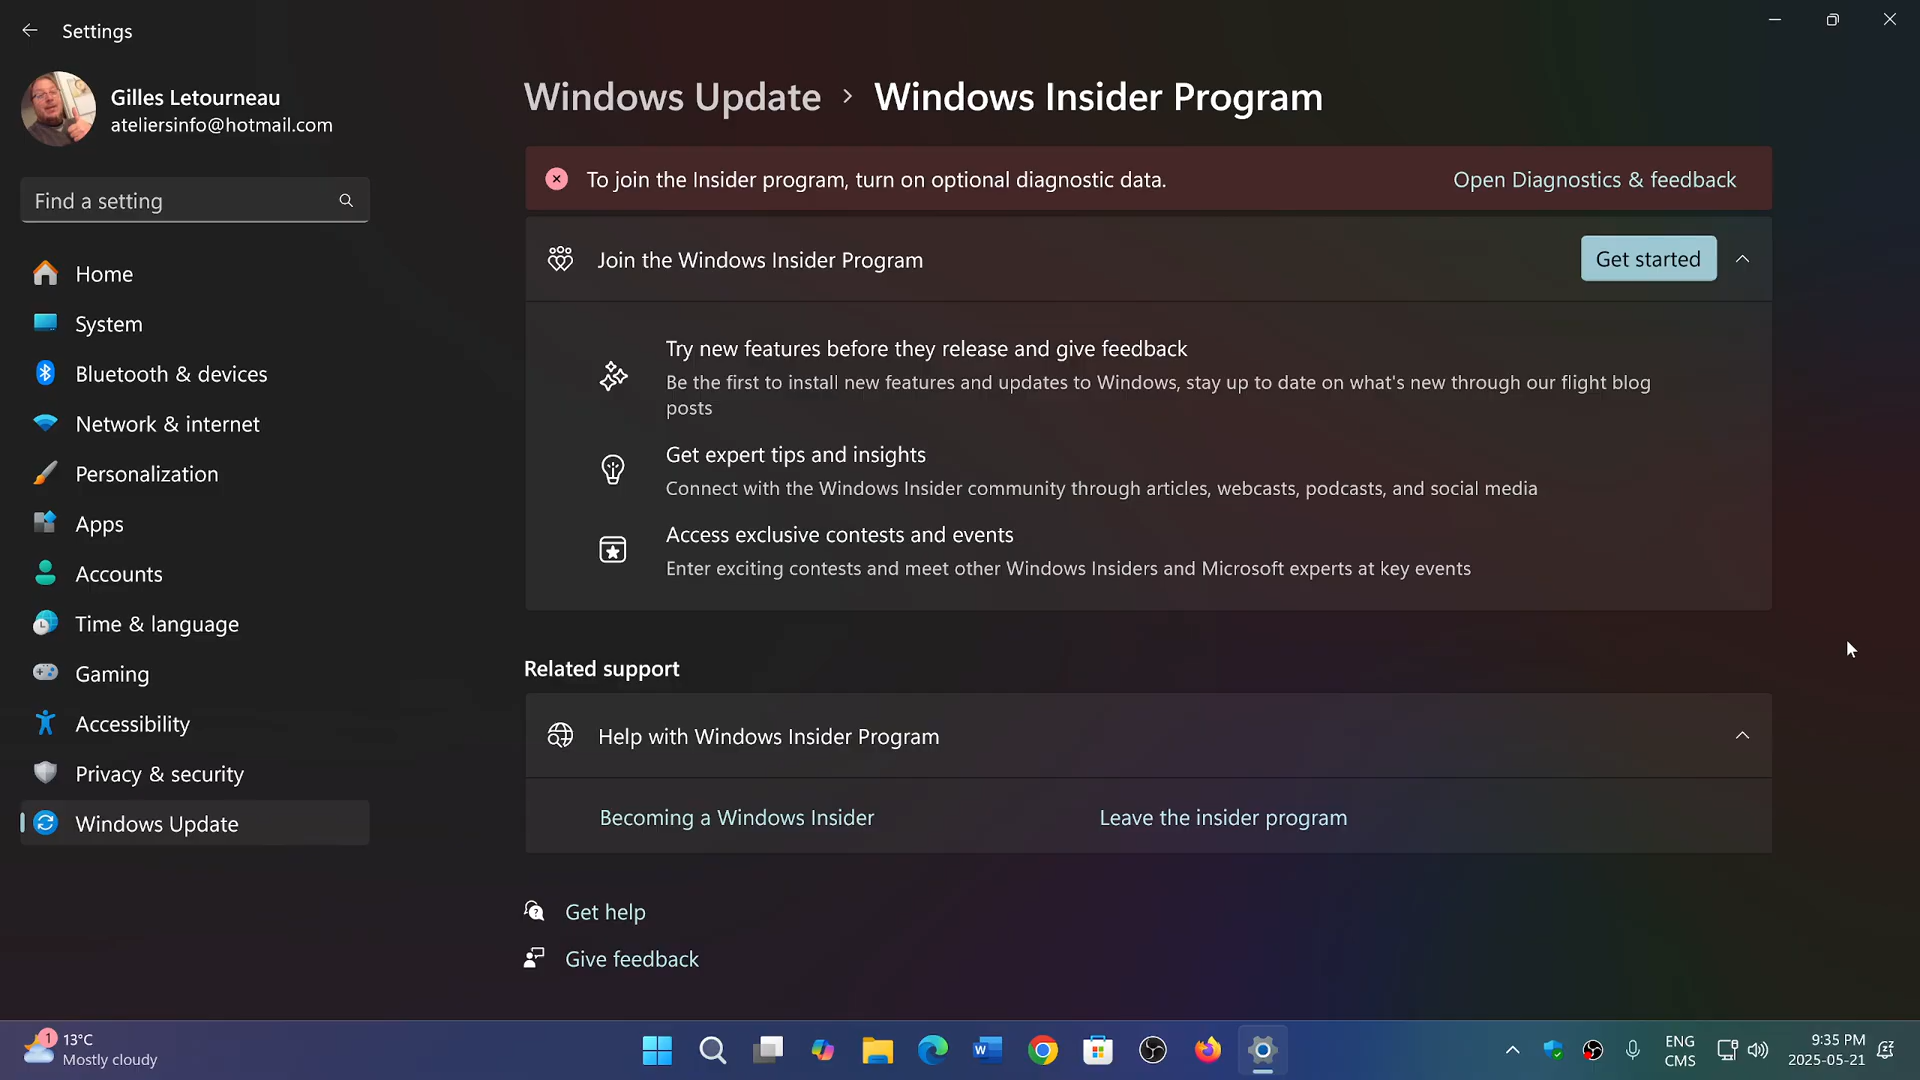 Settings
Gilles Letourneau
ateliersinfo@hotmail.com
Find a setting
Home
System
Bluetooth & devices
Network & internet
Personalization
Apps
Accounts
Time & language
Gaming
Accessibility
Privacy & security
Windows Update
Windows Update > Windows Insider Program
To join the Insider program, turn on optional diagnostic data.
Open Diagnostics & feedback
Join the Windows Insider Program
Get started
Try new features before they release and give feedback
Be the first to install new features and updates to Windows, stay up to date on what's new through our flight blog
posts
Get expert tips and insights
Connect with the Windows Insider community through articles, webcasts, podcasts, and social media
Access exclusive contests and events
Enter exciting contests and meet other Windows Insiders and Microsoft experts at key events
Related support
Help with Windows Insider Program
Becoming a Windows Insider
Leave the insider program
Get help
Give feedback
1
13°C
Mostly cloudy
W
ENG
CMS
9:35 PM
2025-05-21